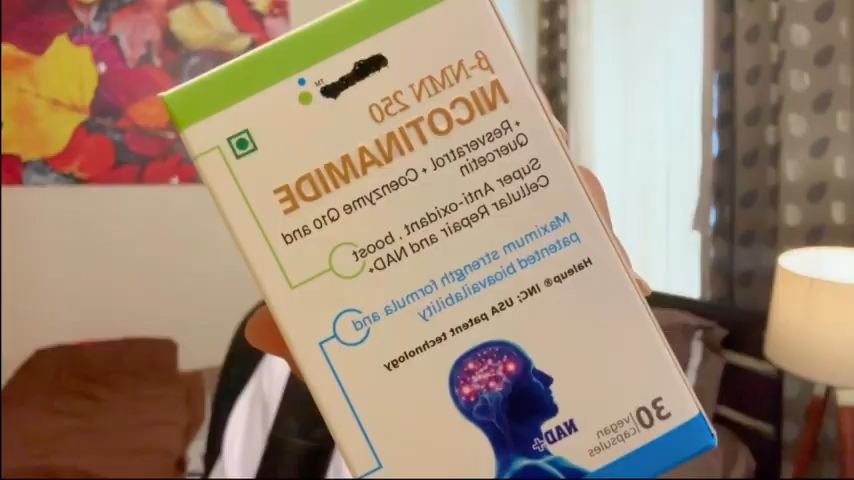 TM
β-NMN 250
NICOTINAMIDE
+ Resveratrol + Coenzyme Q10 and
Quercetin
Super Anti-oxidant, boost
Cellular Repair and NAD+
Maximum strength formula and
patented bioavailability
Haleup® INC; USA patent technology
NAD+
30 vegan
capsules